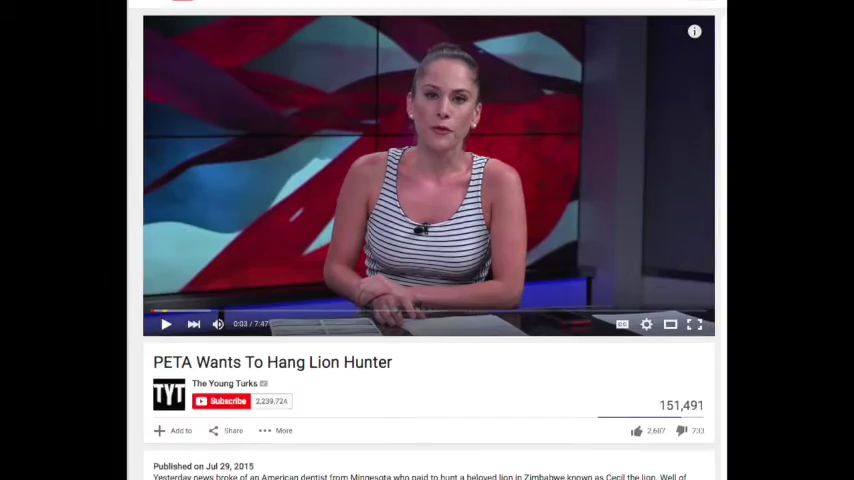 0:03 / 7:47
CC
PETA Wants To Hang Lion Hunter
TYT
The Young Turks
Subscribe 2,239,724
151,491
Add to Share More 2,687 733
Published on Jul 29, 2015
Yesterday news broke of an American dentist from Minnesota who paid to hunt a beloved lion in Zimbabwe known as Cecil the lion. Well of